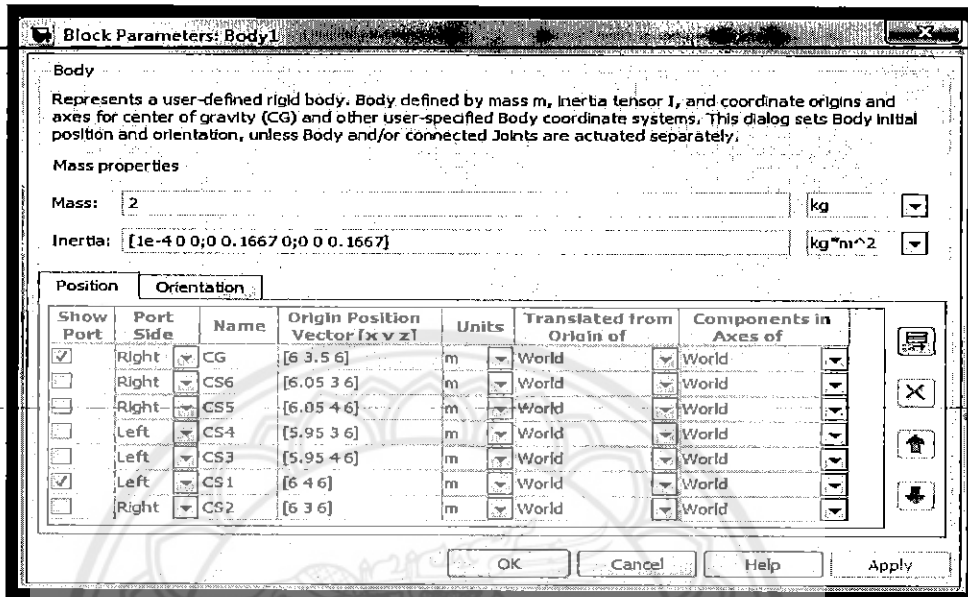 Block Parameters: Body1
Body
Represents a user-defined rigid body. Body defined by mass m, inertia tensor I, and coordinate origins and
axes for center of gravity (CG) and other user-specified Body coordinate systems. This dialog sets Body initial
position and orientation, unless Body and/or connected Joints are actuated separately.
Mass properties
Mass: 2 kg
Inertia: [1e-4 0 0;0 0.1667 0;0 0 0.1667] kg*m^2
Position Orientation
Show Port Port Side Name Origin Position Vector [x y z] Units Translated from Origin of Components in Axes of
Right CG [6 3.5 6] m World World
Right CS6 [6.05 3 6] m World World
Right CS5 [6.05 4 6] m World World
Left CS4 [5.95 3 6] m World World
Left CS3 [5.95 4 6] m World World
Left CS1 [6 4 6] m World World
Right CS2 [6 3 6] m World World
OK Cancel Help Apply